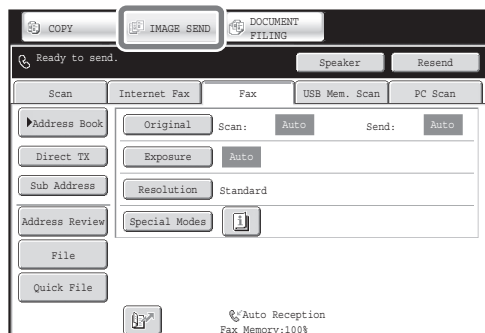 COPY
IMAGE SEND
DOCUMENT
FILING
Ready to send.
Speaker
Resend
Scan
Internet Fax
Fax
USB Mem. Scan
PC Scan
Address Book
Original
Scan:
Auto
Send:
Auto
Direct TX
Exposure
Auto
Sub Address
Resolution
Standard
Address Review
Special Modes
File
Quick File
Auto Reception
Fax Memory:100%